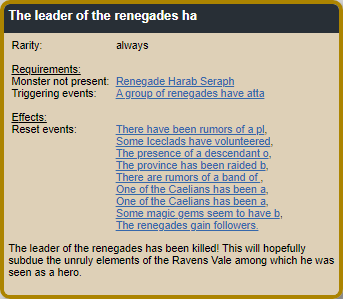 The leader of the renegades ha
Rarity: always
Requirements:
Monster not present: Renegade Harab Seraph
Triggering events: A group of renegades have atta
Effects:
Reset events: There have been rumors of a pl,
Some Iceclads have volunteered,
The presence of a descendant o,
The province has been raided b,
There are rumors of a band of ,
One of the Caelians has been a,
One of the Caelians has been a,
Some magic gems seem to have b,
The renegades gain followers.
The leader of the renegades has been killed! This will hopefully
subdue the unruly elements of the Ravens Vale among which he was
seen as a hero.